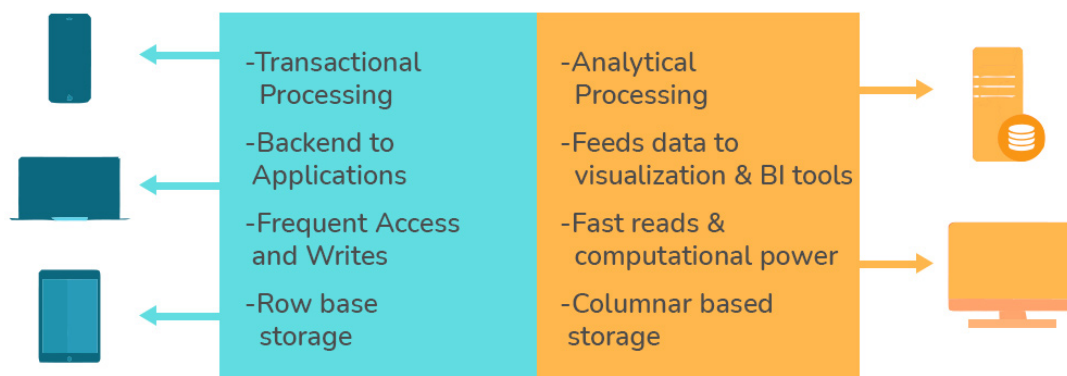 -Transactional
Processing
-Backend to
Applications
-Frequent Access
and Writes
-Row base
storage
-Analytical
Processing
-Feeds data to
visualization & BI tools
-Fast reads &
computational power
-Columnar based
storage